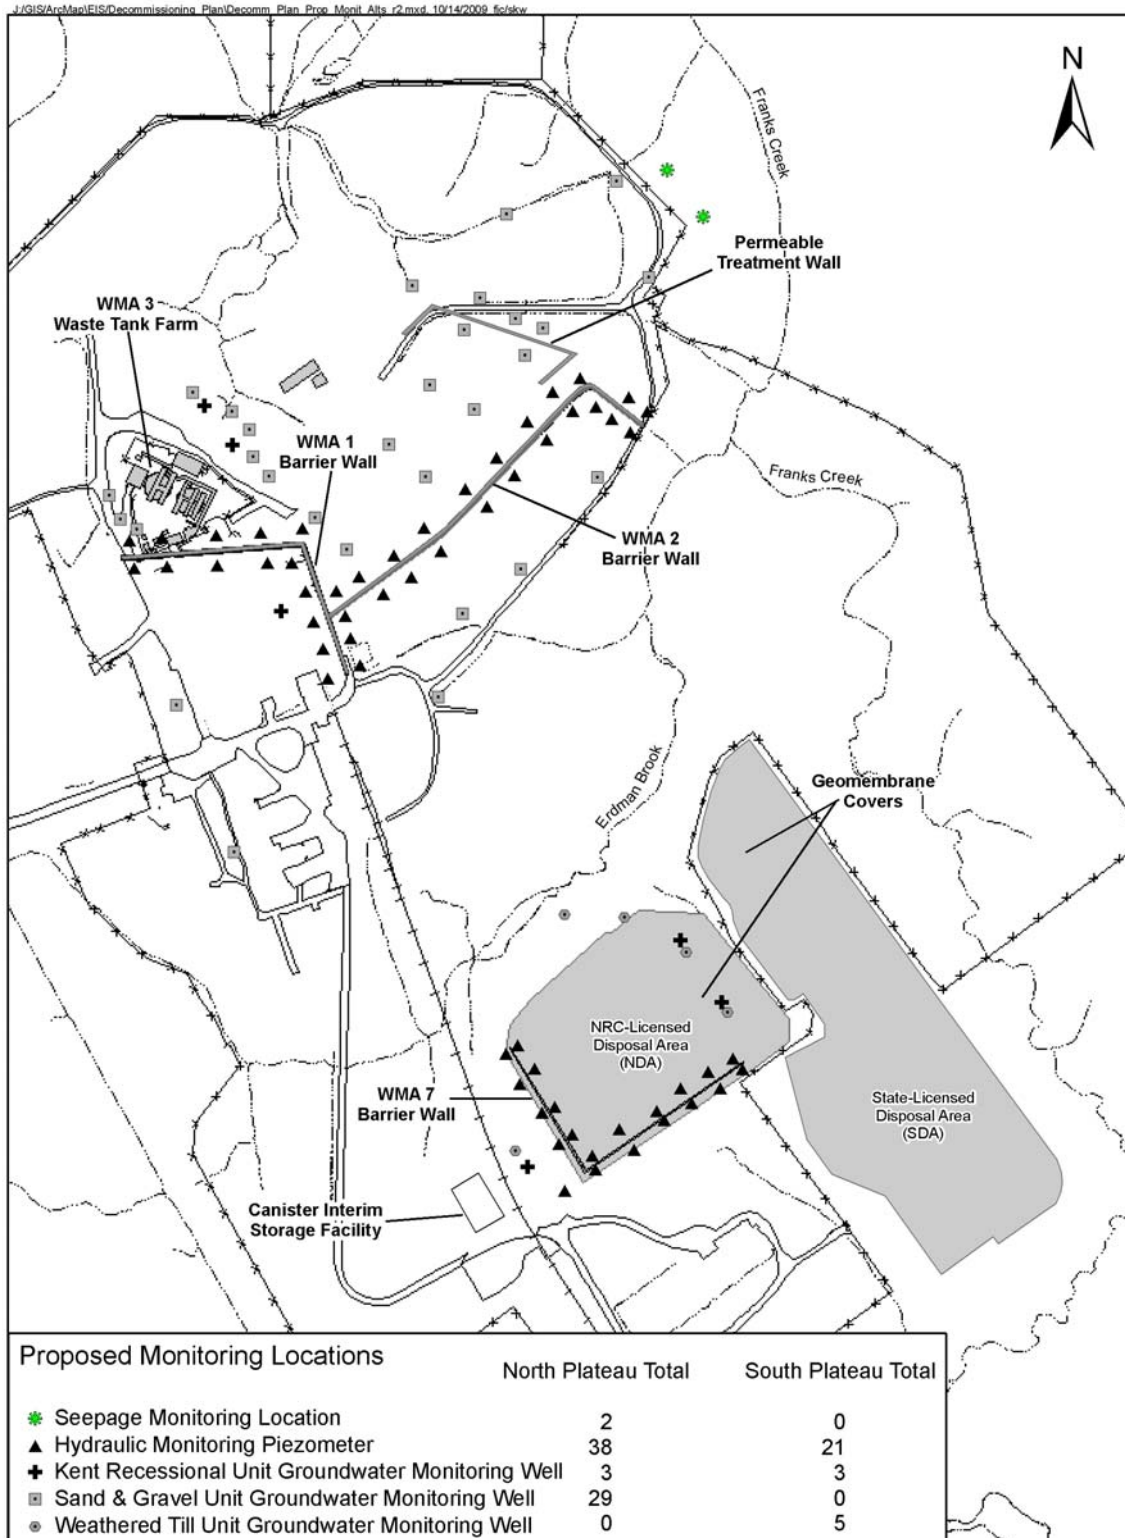 J:/GIS/ArcMap\EIS/Decommissioning_Plan\Decomm_Plan_Prop_Monit_Alts_r2.mxd, 10/14/2009 fic/skw
N
Franks Creek
Permeable
Treatment Wall
WMA 3
Waste Tank Farm
WMA 1
Barrier Wall
Franks Creek
WMA 2
Barrier Wall
Erdman Brook
Geomembrane
Covers
NRC-Licensed
Disposal Area
(NDA)
WMA 7
Barrier Wall
State-Licensed
Disposal Area
(SDA)
Canister Interim
Storage Facility
Proposed Monitoring Locations North Plateau Total South Plateau Total
Seepage Monitoring Location 2 0
Hydraulic Monitoring Piezometer 38 21
Kent Recessional Unit Groundwater Monitoring Well 3 3
Sand & Gravel Unit Groundwater Monitoring Well 29 0
Weathered Till Unit Groundwater Monitoring Well 0 5